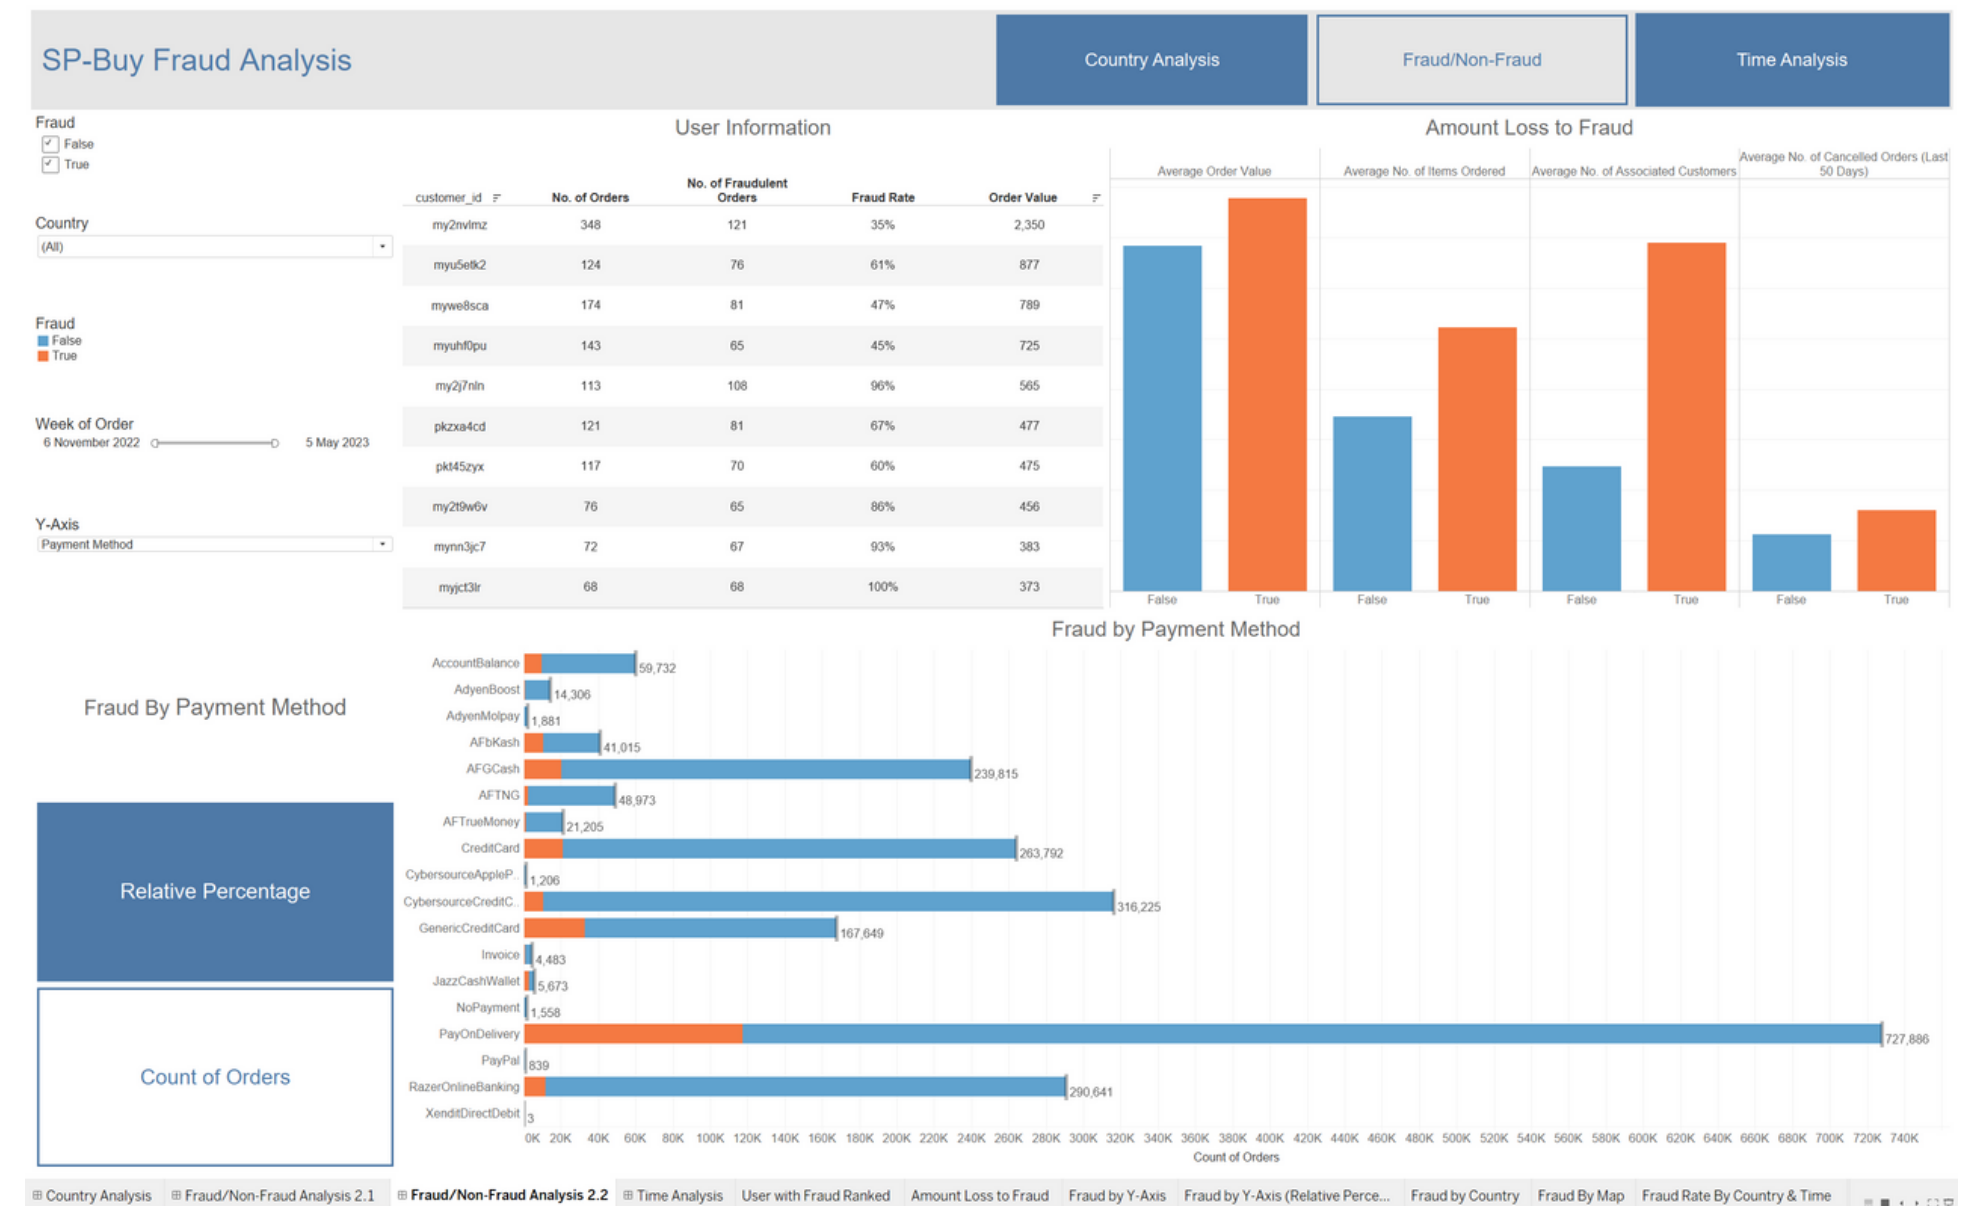 SP-Buy Fraud Analysis
Country Analysis
Fraud/Non-Fraud
Time Analysis
Fraud
False
True
Country
(All)
Fraud
False
True
Week of Order
6 November 2022 5 May 2023
Y-Axis
Payment Method
User Information
customer_id No. of Orders No. of Fraudulent Orders Fraud Rate Order Value
my2nvlmz 348 121 35% 2,350
myu5etk2 124 76 61% 877
mywe8sca 174 81 47% 789
myuhf0pu 143 65 45% 725
my2j7nln 113 108 96% 565
pkzxa4cd 121 81 67% 477
pkt45zyx 117 70 60% 475
my2t9w6v 76 65 86% 456
mynn3jc7 72 67 93% 383
myjct3lr 68 68 100% 373
Amount Loss to Fraud
Average Order Value
Average No. of Items Ordered
Average No. of Associated Customers
Average No. of Cancelled Orders (Last
50 Days)
False True False True False True False True
Fraud By Payment Method
Relative Percentage
Count of Orders
Fraud by Payment Method
AccountBalance 59,732
AdyenBoost 14,306
AdyenMolpay 1,881
AFbKash 41,015
AFGCash 239,815
AFTNG 48,973
AFTrueMoney 21,205
CreditCard 263,792
CybersourceAppleP.. 1,206
CybersourceCreditC.. 316,225
GenericCreditCard 167,649
Invoice 4,483
JazzCashWallet 5,673
NoPayment 1,558
PayOnDelivery 727,886
PayPal 839
RazerOnlineBanking 290,641
XenditDirectDebit 3
0K 20K 40K 60K 80K 100K 120K 140K 160K 180K 200K 220K 240K 260K 280K 300K 320K 340K 360K 380K 400K 420K 440K 460K 480K 500K 520K 540K 560K 580K 600K 620K 640K 660K 680K 700K 720K 740K
Count of Orders
Country Analysis Fraud/Non-Fraud Analysis 2.1 Fraud/Non-Fraud Analysis 2.2 Time Analysis User with Fraud Ranked Amount Loss to Fraud Fraud by Y-Axis Fraud by Y-Axis (Relative Perce... Fraud by Country Fraud By Map Fraud Rate By Country & Time